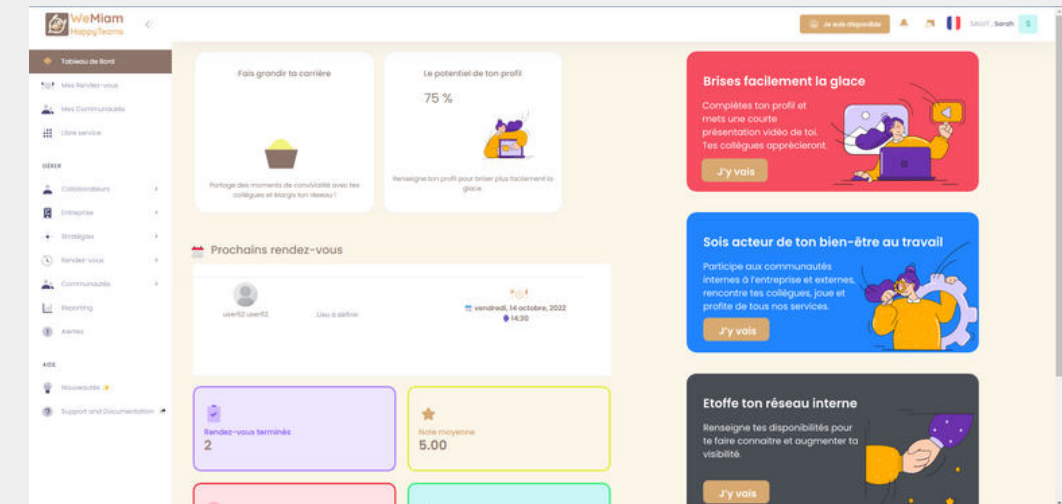 WeMiam
HappyTeams
Je suis disponible
SALUT , Sarah
S
Tableau de Bord
Mes Rendez-vous
Mes Communautés
Libre service
GÉRER
Collaborateurs
Entreprise
Stratégies
Rendez-vous
Communautés
Reporting
Alertes
AIDE
Nouveautés
Support and Documentation
Fais grandir ta carrière
Partage des moments de convivialité avec tes
collègues et élargis ton réseau !
Le potentiel de ton profil
75 %
Renseigne ton profil pour briser plus facilement la
glace.
Prochains rendez-vous
user62 user62
Lieu à définir
vendredi, 14 octobre, 2022
14:30
Rendez-vous terminés
2
Note moyenne
5.00
Brises facilement la glace
Complètes ton profil et
mets une courte
présentation vidéo de toi.
Tes collègues apprécieront.
J'y vais
Sois acteur de ton bien-être au travail
Participe aux communautés
internes à l'entreprise et externes,
rencontre tes collègues, joue et
profite de tous nos services.
J'y vais
Etoffe ton réseau interne
Renseigne tes disponibilités pour
te faire connaitre et augmenter ta
visibilité.
J'y vais